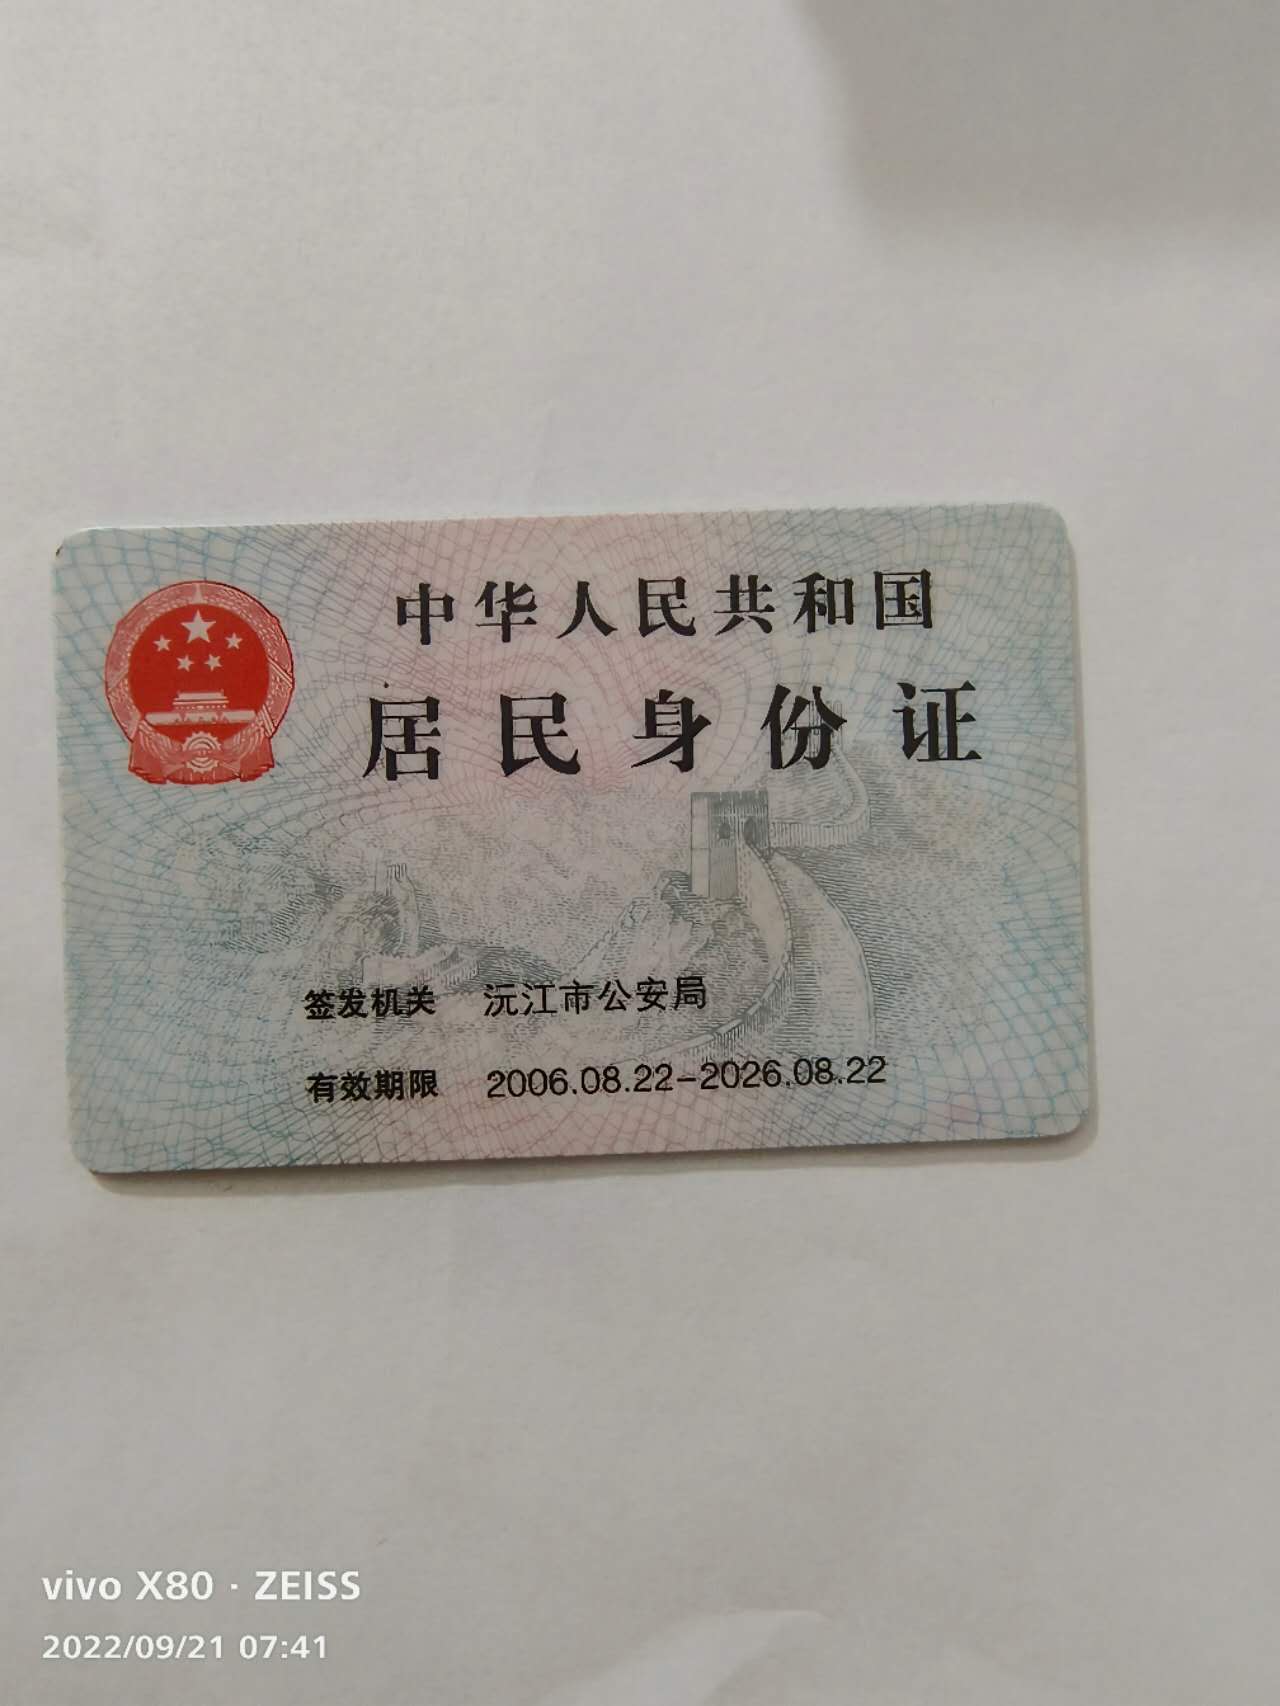 中华人民共和国
居民身份证
签发机关 沅江市公安局
有效期限 2006.08.22-2026.08.22
vivo X80 · ZEISS
2022/09/21 07:41